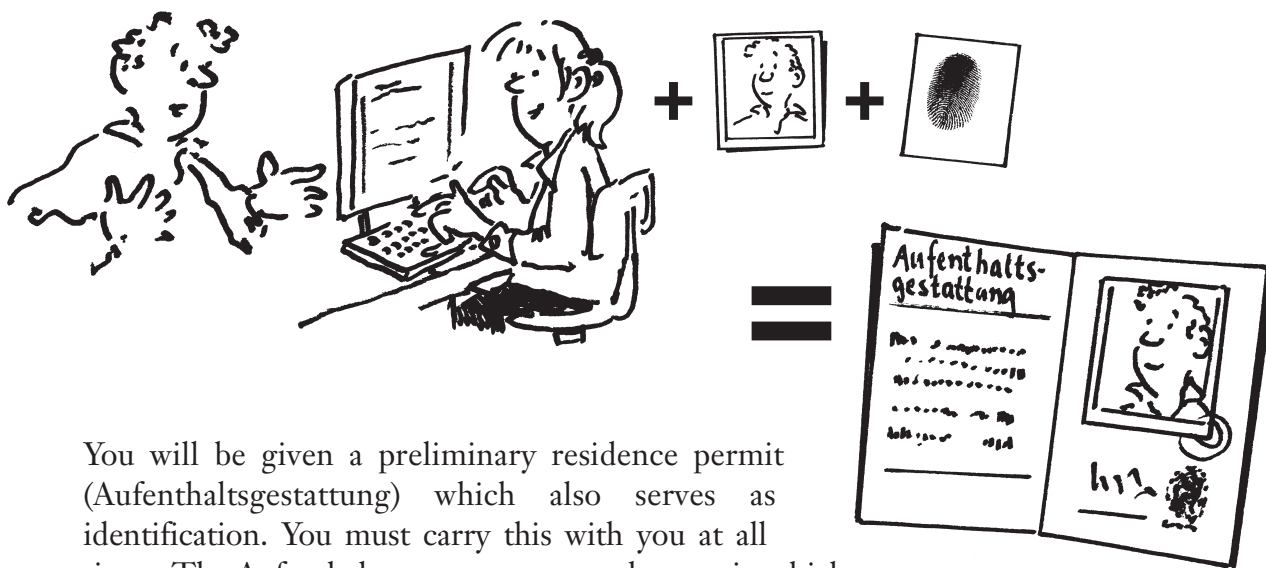 Aufenthalts-
gestattung
You will be given a preliminary residence permit
(Aufenthaltsgestattung) which also serves as
identification. You must carry this with you at all